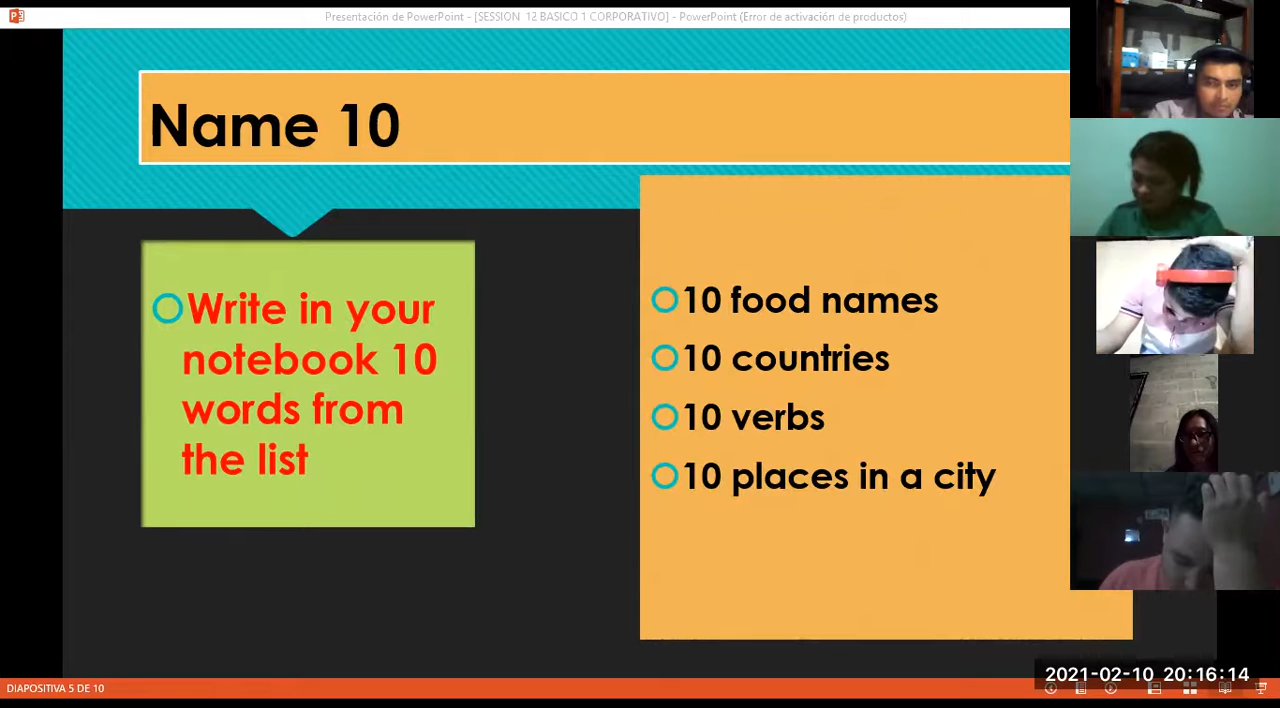 Presentación de PowerPoint - [SESSION 12 BASICO 1 CORPORATIVO] - PowerPoint (Error de activación de productos)
Name 10
Write in your
notebook 10
words from
the list
10 food names
10 countries
10 verbs
10 places in a city
2021-02-10 20:16:14
DIAPOSITIVA 5 DE 10